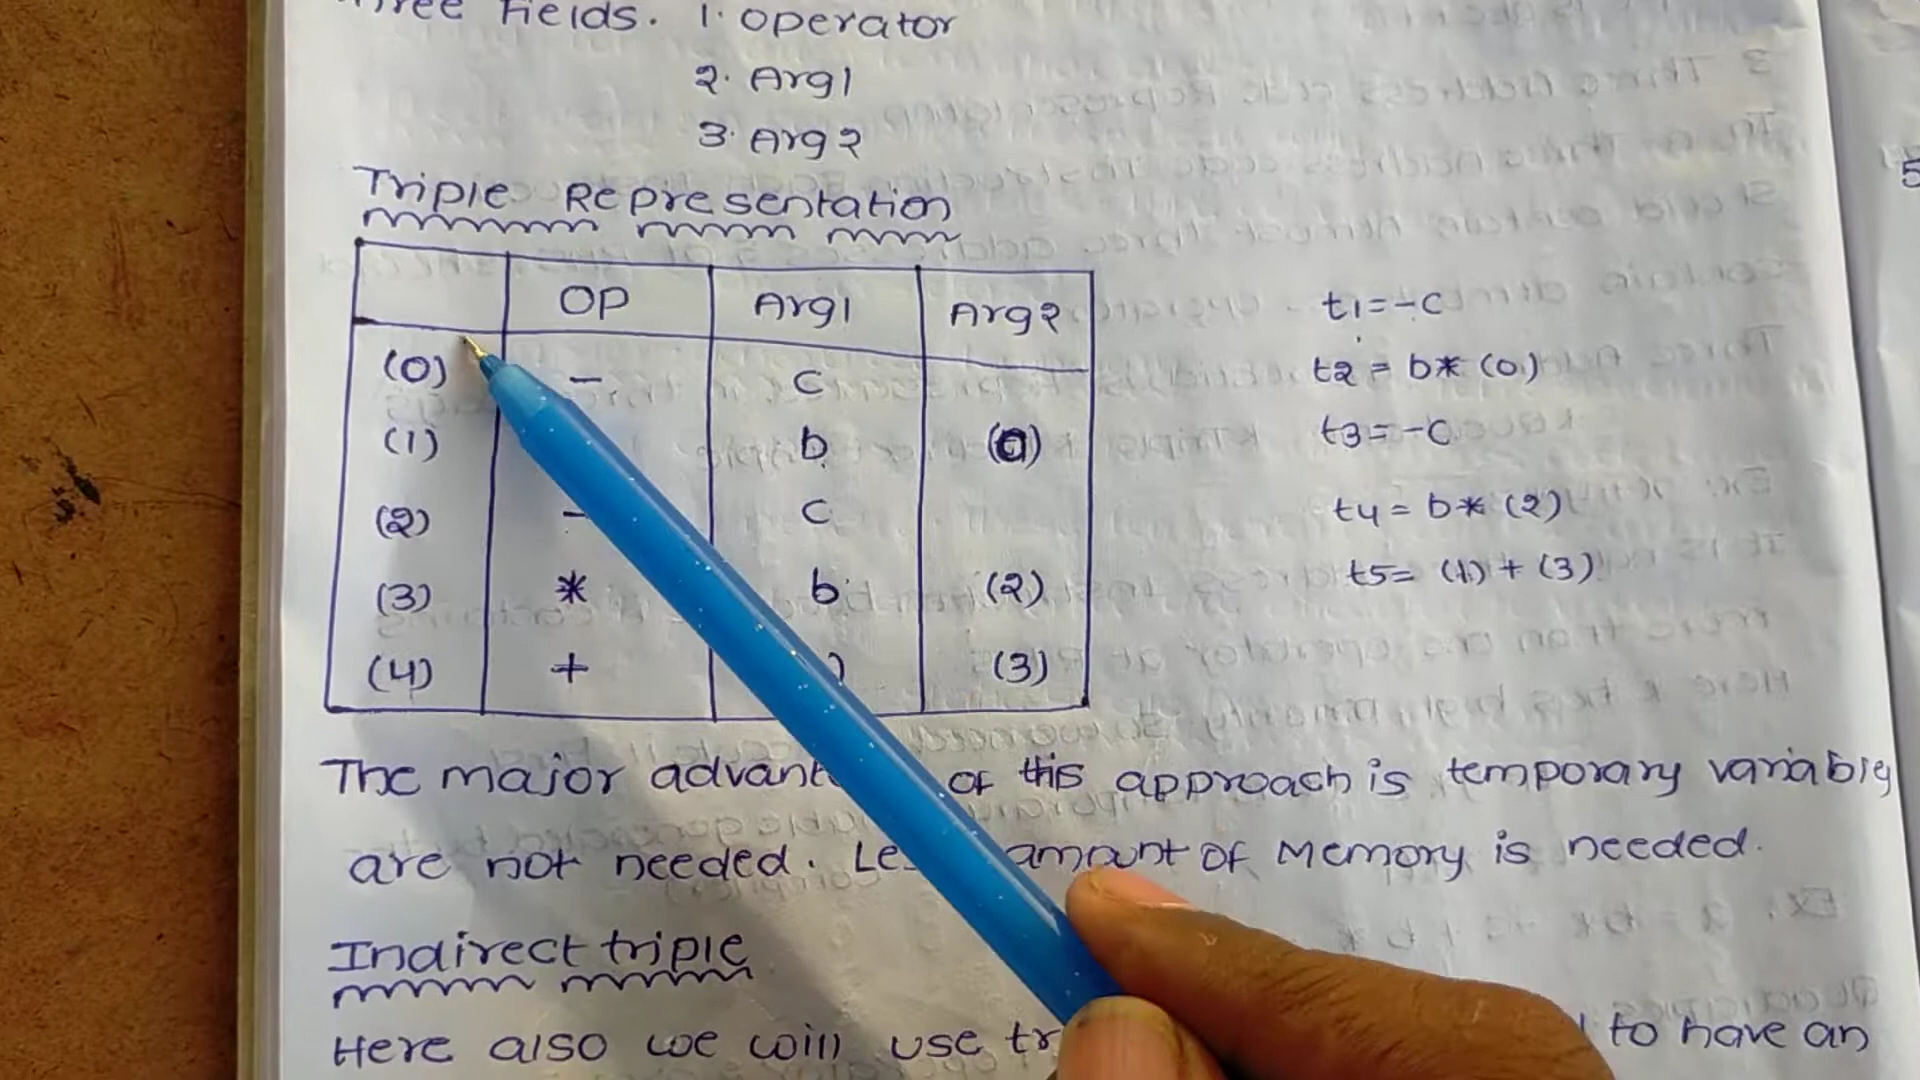 Three Fields. 1. Operator
2. Arg1
3. Arg2
Triple Representation
OP Arg1 Arg2
(0) - C
(1) b (0)
(2) - C
(3) * b (2)
(4) + ) (3)
t1=-C
t2 = b* (0)
t3=-C
t4 = b* (2)
t5= (1) + (3)
The major advant of this approach is temporary variable
are not needed. Les amount of Memory is needed.
Indirect triple
Here also we will use tr to have an
5